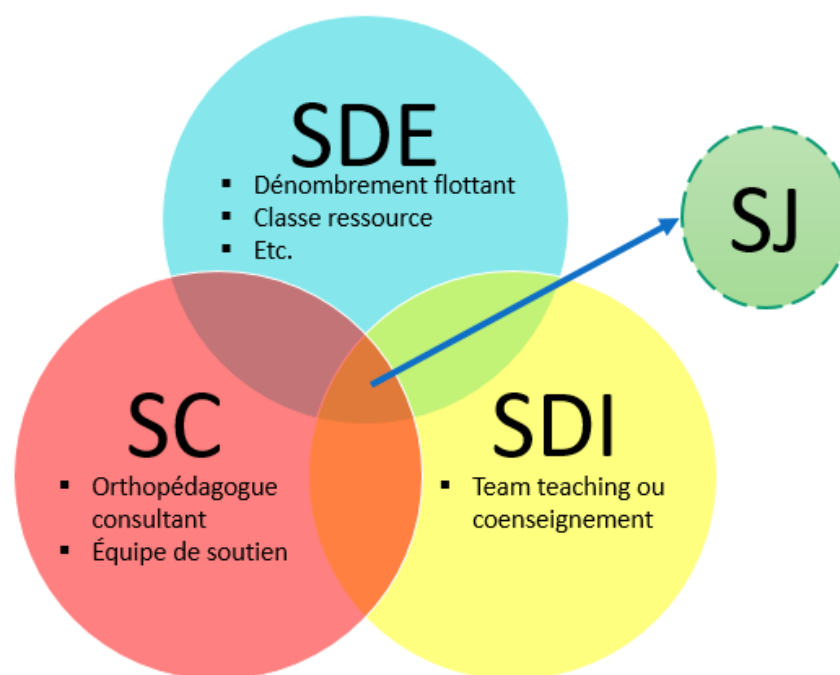 SDE
▪ Dénombrement flottant
▪ Classe ressource
▪ Etc.
SJ
SC
▪ Orthopédagogue
consultant
▪ Équipe de soutien
SDI
▪ Team teaching ou
coenseignement